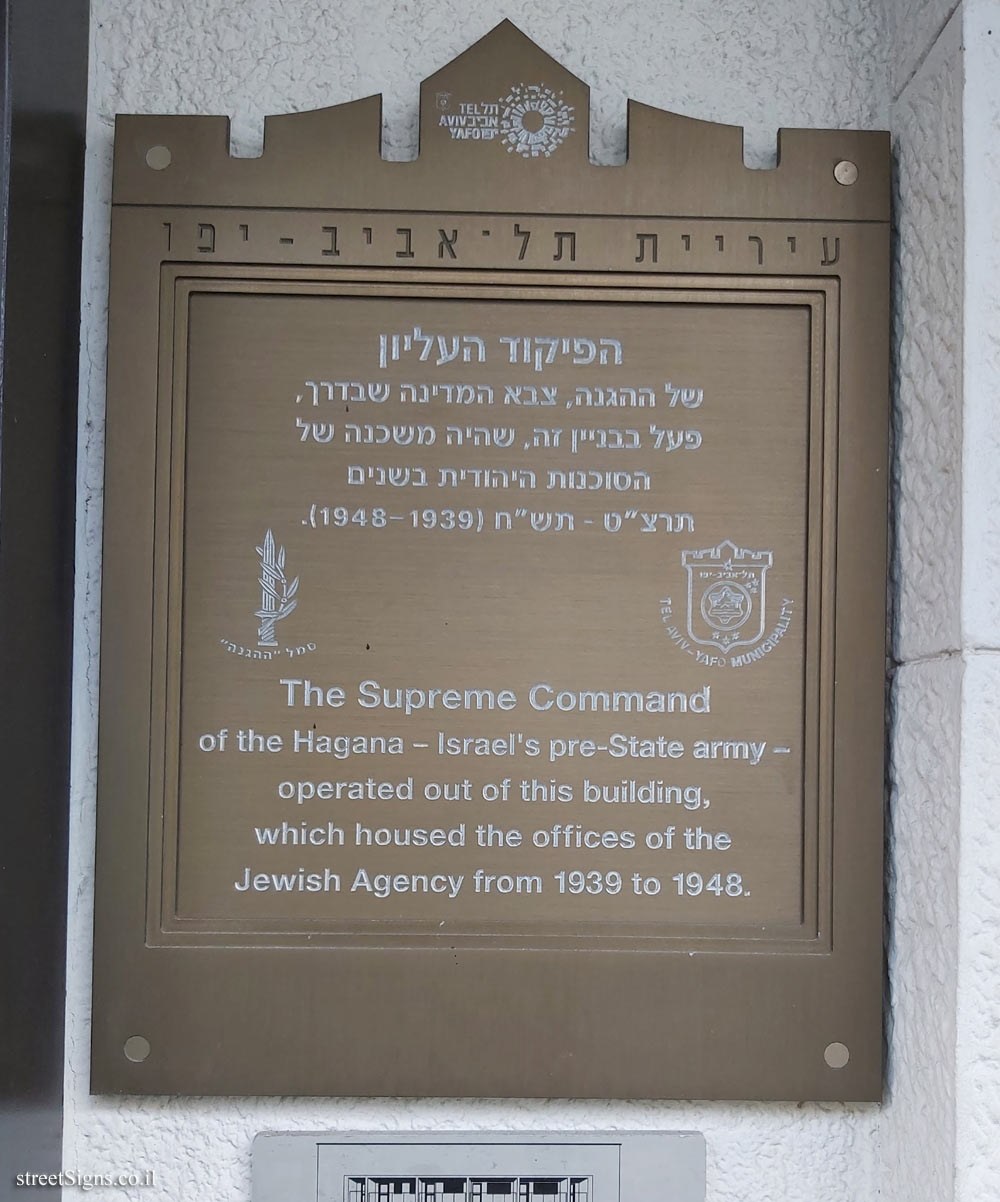 תל
TEL
אביב
AVIV
יפו
YAFO
עיריית תל-אביב-יפו
הפיקוד העליון
של ההגנה, צבא המדינה שבדרך,
פעל בבניין זה, שהיה משכנה של
הסוכנות היהודית בשנים
תרצ״ט - תש״ח (1939–1948).
סמל "ההגנה"
תל-אביב-יפו
TEL AVIV–YAFO MUNICIPALITY
The Supreme Command
of the Hagana – Israel's pre-State army –
operated out of this building,
which housed the offices of the
Jewish Agency from 1939 to 1948.
streetSigns.co.il